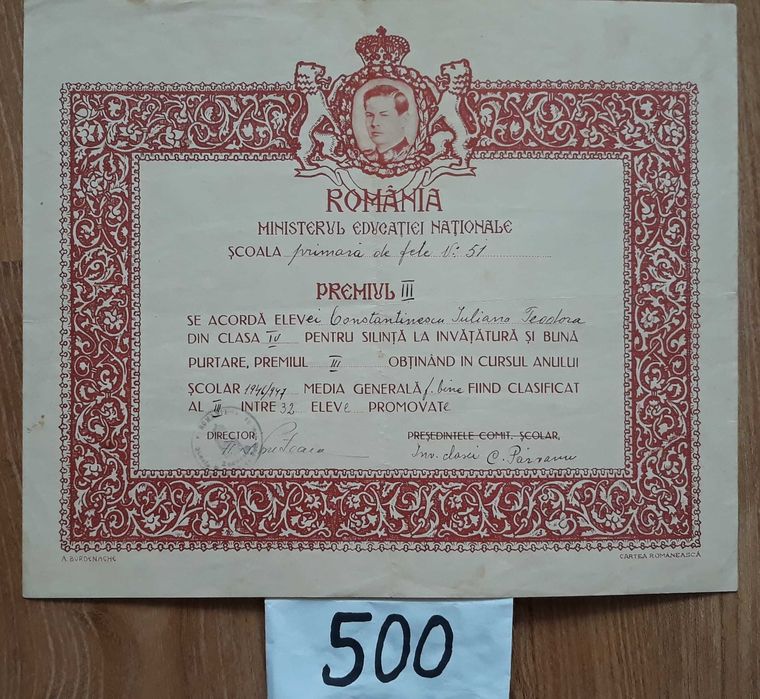 ROMÂNIA
MINISTERUL EDUCAȚIEI NAȚIONALE
ȘCOALA primară de fete Nº 51
PREMIUL III
SE ACORDĂ ELEVei Constantinescu Iuliana Teodora
DIN CLASA IV PENTRU SILINȚĂ LA INVĂȚĂTURĂ ȘI BUNĂ
PURTARE, PREMIUL III OBȚINÂND IN CURSUL ANULUI
ȘCOLAR 1946/947 MEDIA GENERALĂ f. bine FIIND CLASIFICAT
AL III INTRE 32 ELEVe PROMOVATe
DIRECTOR, PREȘEDINTELE COMIT. ȘCOLAR,
Inv. clasei C.
A. BURDENACHE CARTEA ROMÂNEASCĂ
500